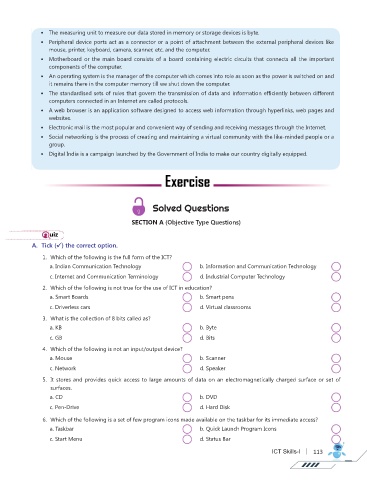 • The measuring unit to measure our data stored in memory or storage devices is byte.
• Peripheral device ports act as a connector or a point of attachment between the external peripheral devices like
mouse, printer, keyboard, camera, scanner, etc. and the computer.
• Motherboard or the main board consists of a board containing electric circuits that connects all the important
components of the computer.
• An operating system is the manager of the computer which comes into role as soon as the power is switched on and
it remains there in the computer memory till we shut down the computer.
• The standardised sets of rules that govern the transmission of data and information efficiently between different
computers connected in an Internet are called protocols.
• A web browser is an application software designed to access web information through hyperlinks, web pages and
websites.
• Electronic mail is the most popular and convenient way of sending and receiving messages through the Internet.
• Social networking is the process of creating and maintaining a virtual community with the like-minded people or a
group.
• Digital India is a campaign launched by the Government of India to make our country digitally equipped.
Exercise
Solved Questions
SECTION A (Objective Type Questions)
Quiz
A. Tick (✓) the correct option.
1. Which of the following is the full form of the ICT?
a. Indian Communication Technology b. Information and Communication Technology
c. Internet and Communication Terminology d. Industrial Computer Technology
2. Which of the following is not true for the use of ICT in education?
a. Smart Boards b. Smart pens
c. Driverless cars d. Virtual classrooms
3. What is the collection of 8 bits called as?
a. KB b. Byte
c. GB d. Bits
4. Which of the following is not an input/output device?
a. Mouse b. Scanner
c. Network d. Speaker
5. It stores and provides quick access to large amounts of data on an electromagnetically charged surface or set of
surfaces.
a. CD b. DVD
c. Pen-Drive d. Hard Disk
6. Which of the following is a set of few program icons made available on the taskbar for its immediate access?
a. Taskbar b. Quick Launch Program Icons
c. Start Menu d. Status Bar
ICT Skills-I | 113